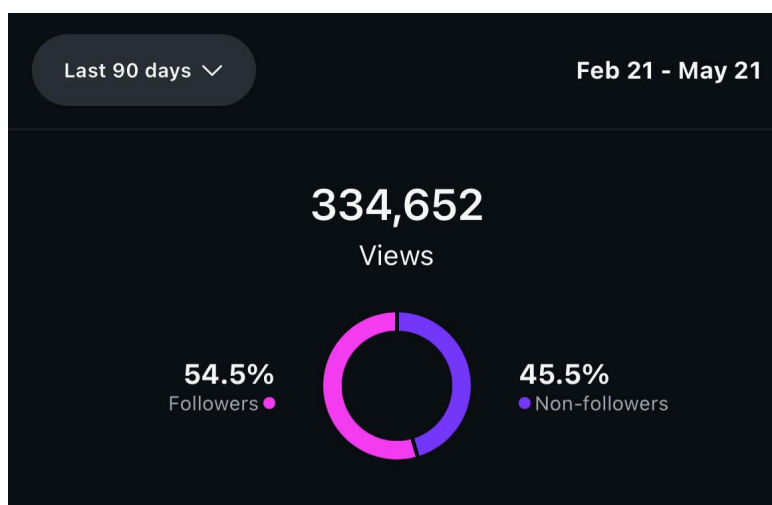 Last 90 days
Feb 21 - May 21
334,652
Views
54.5%
Followers
45.5%
Non-followers